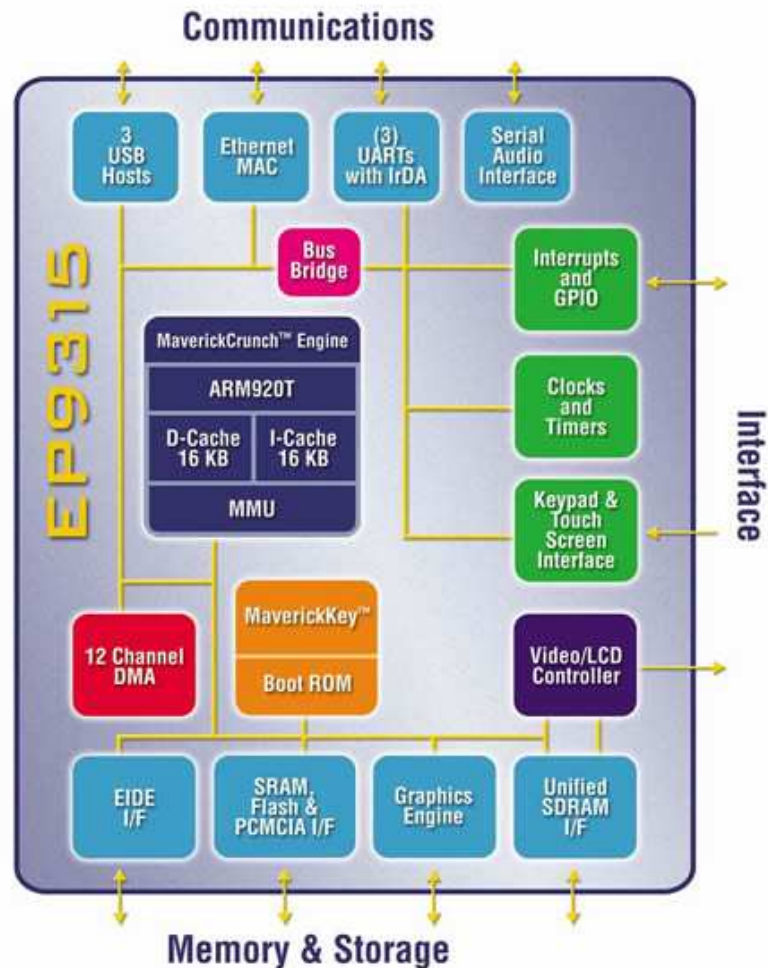 Communications
3
USB
Hosts
Ethernet
MAC
(3)
UARTs
with IrDA
Serial
Audio
Interface
Bus
Bridge
Interrupts
and
GPIO
EP9315
MaverickCrunch™ Engine
ARM920T
D-Cache
16 KB
I-Cache
16 KB
MMU
Clocks
and
Timers
Interface
Keypad &
Touch
Screen
Interface
12 Channel
DMA
MaverickKey™
Boot ROM
Video/LCD
Controller
EIDE
I/F
SRAM,
Flash &
PCMCIA I/F
Graphics
Engine
Unified
SDRAM
I/F
Memory & Storage